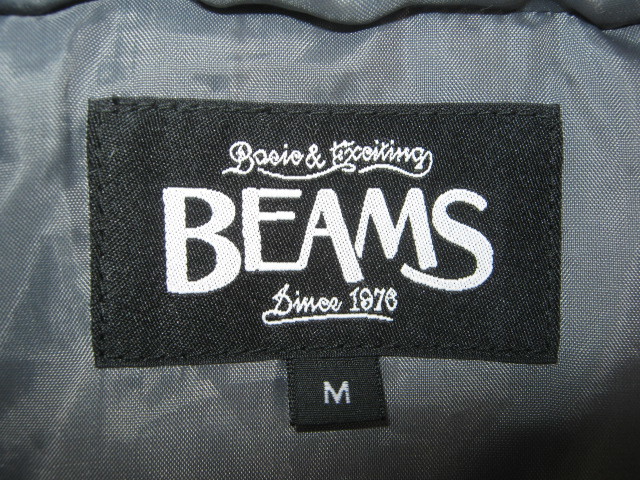 Basic & Exciting
BEAMS
Since 1976
M